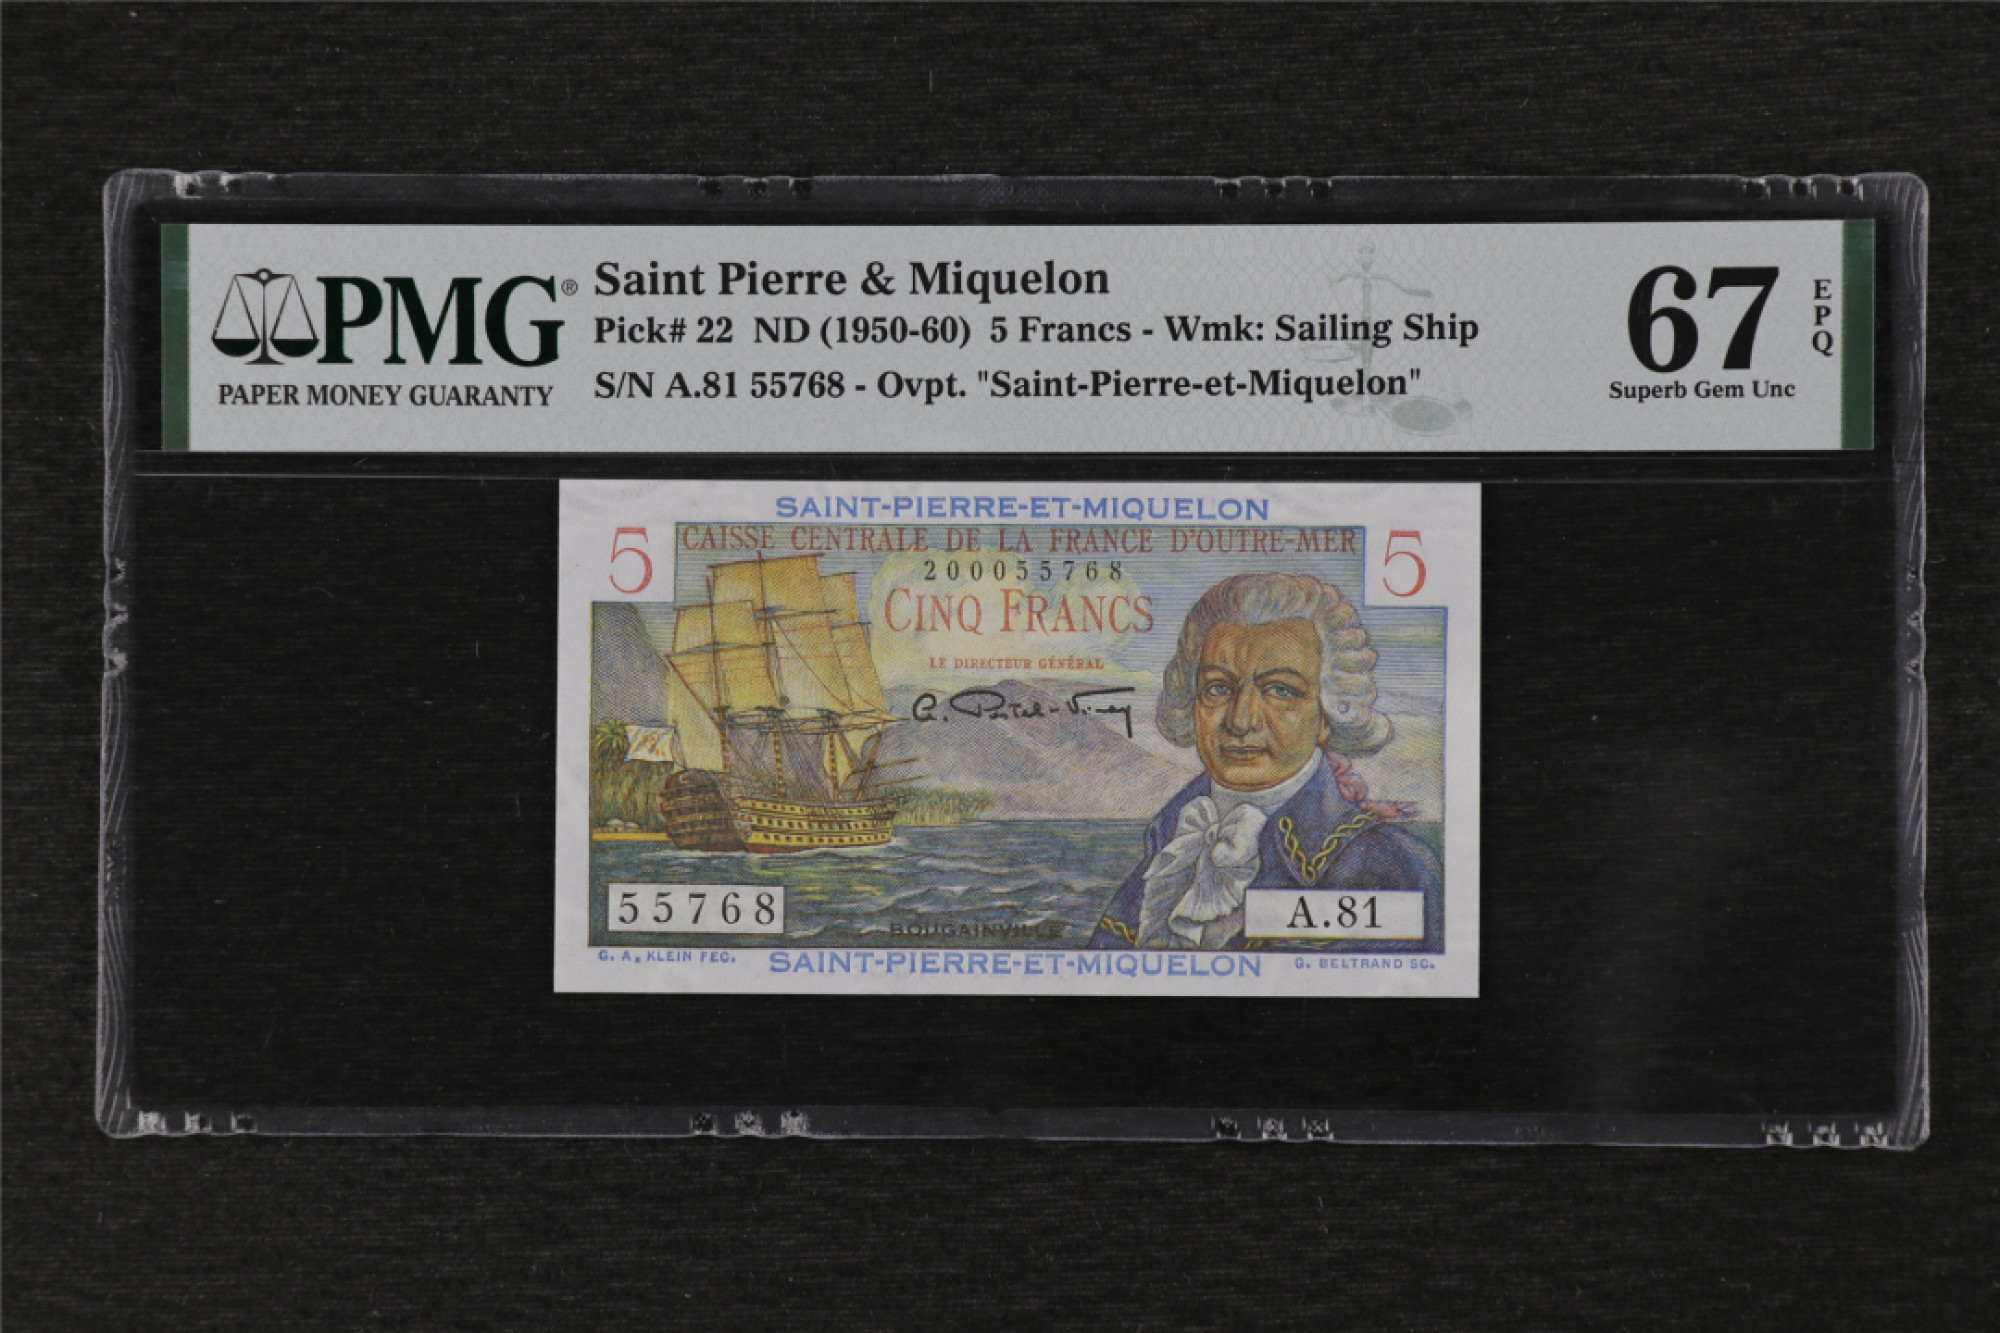 PMG®
PAPER MONEY GUARANTY
Saint Pierre & Miquelon
Pick# 22 ND (1950-60) 5 Francs - Wmk: Sailing Ship
S/N A.81 55768 - Ovpt. "Saint-Pierre-et-Miquelon"
67
EPQ
Superb Gem Unc
SAINT-PIERRE-ET-MIQUELON
5 CAISSE CENTRALE DE LA FRANCE D'OUTRE-MER 5
200055768
CINQ FRANCS
LE DIRECTEUR GÉNÉRAL
A. Postel-Vinay
55768
A.81
BOUGAINVILLE
G. A. KLEIN FEC. SAINT-PIERRE-ET-MIQUELON G. BELTRAND SC.